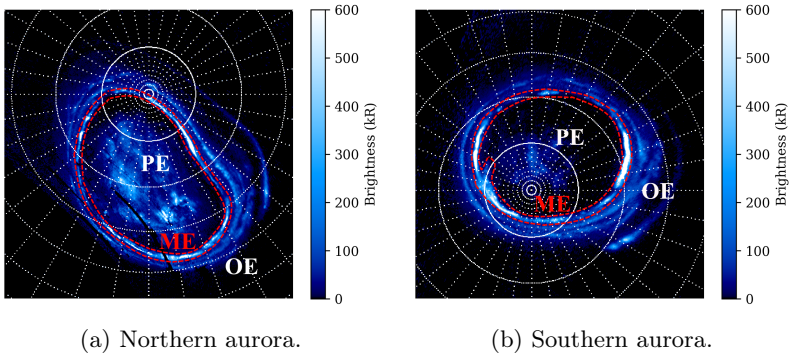 PE
ME
OE
600
500
400
300
200
100
0
Brightness (kR)
PE
ME
OE
600
500
400
300
200
100
0
Brightness (kR)
(a) Northern aurora.
(b) Southern aurora.